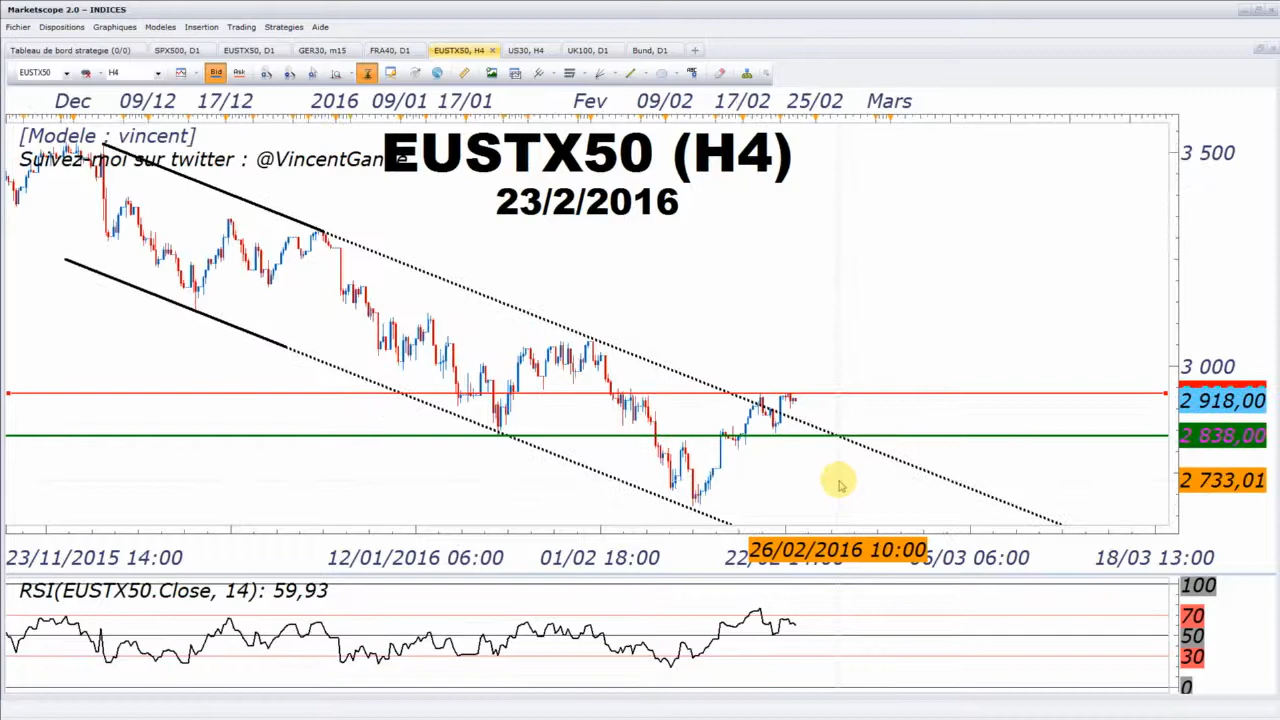 Marketscope 2.0 – INDICES
Fichier Dispositions Graphiques Modeles Insertion Trading Strategies Aide
Tableau de bord strategie (0/0) SPX500, D1 EUSTX50, D1 GER30, m15 FRA40, D1 EUSTX50, H4 US30, H4 UK100, D1 Bund, D1
EUSTX50 H4 Bid Ask
Dec 09/12 17/12 2016 09/01 17/01 Fev 09/02 17/02 25/02 Mars
[Modele : vincent]
Suivez-moi sur twitter : @VincentGan
EUSTX50 (H4)
23/2/2016
3 500
3 000
2 918,00
2 838,00
2 733,01
23/11/2015 14:00 12/01/2016 06:00 01/02 18:00 26/02/2016 10:00 06:00 18/03 13:00
RSI(EUSTX50.Close, 14): 59,93
100
70
50
30
0